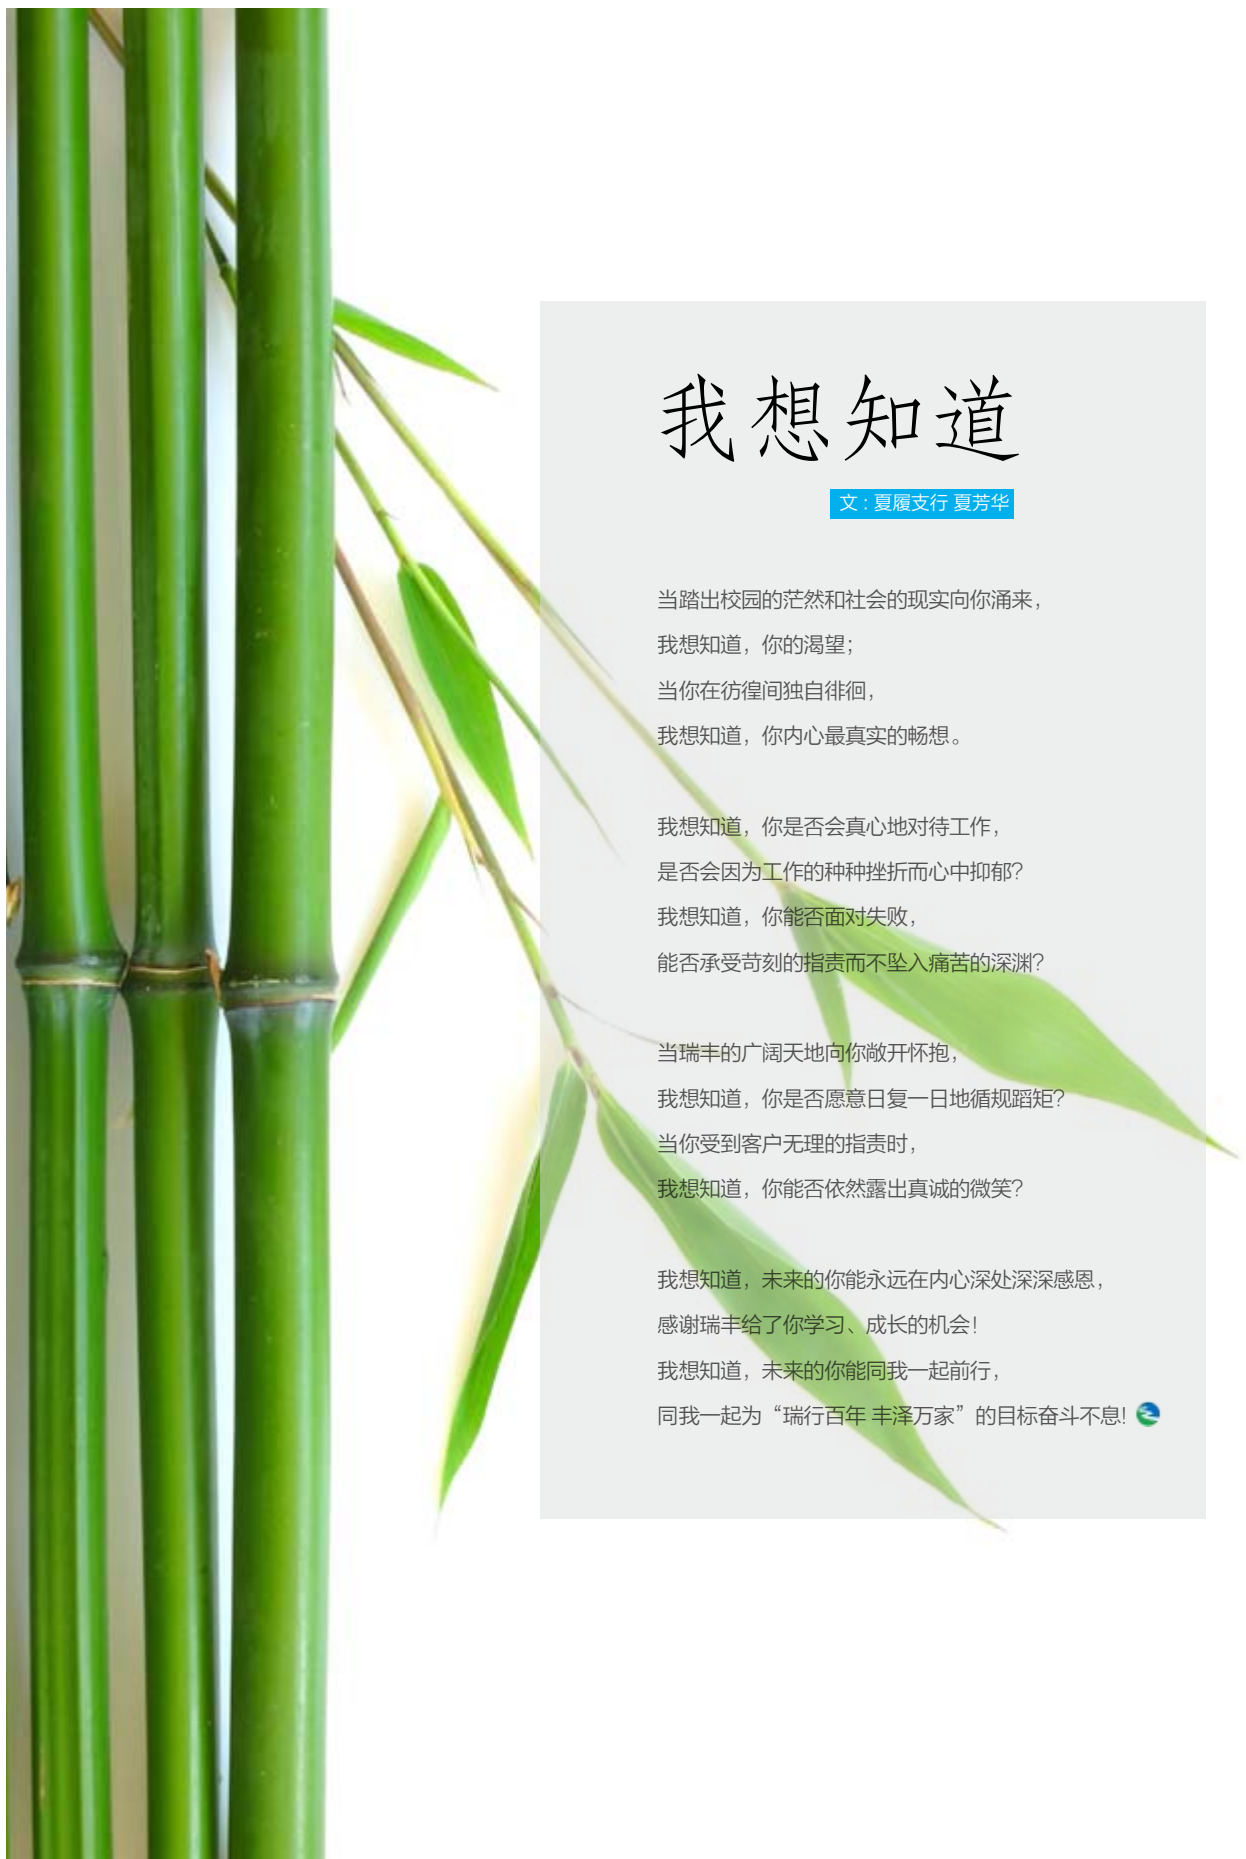 我想知道
文：夏履支行 夏芳华
当踏出校园的茫然和社会的现实向你涌来，
我想知道，你的渴望；
当你在彷徨间独自徘徊，
我想知道，你内心最真实的畅想。
我想知道，你是否会真心地对待工作，
是否会因为工作的种种挫折而心中抑郁？
我想知道，你能否面对失败，
能否承受苛刻的指责而不坠入痛苦的深渊？
当瑞丰的广阔天地向你敞开怀抱，
我想知道，你是否愿意日复一日地循规蹈矩？
当你受到客户无理的指责时，
我想知道，你能否依然露出真诚的微笑？
我想知道，未来的你能永远在内心深处深深感恩，
感谢瑞丰给了你学习、成长的机会！
我想知道，未来的你能同我一起前行，
同我一起为“瑞行百年 丰泽万家”的目标奋斗不息！